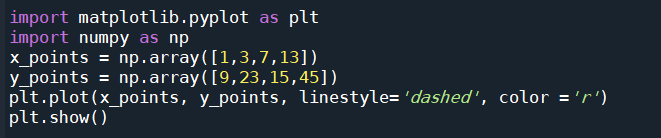 import matplotlib.pyplot as plt
import numpy as np
x_points = np.array([1,3,7,13])
y_points = np.array([9,23,15,45])
plt.plot(x_points, y_points, linestyle='dashed', color ='r')
plt.show()